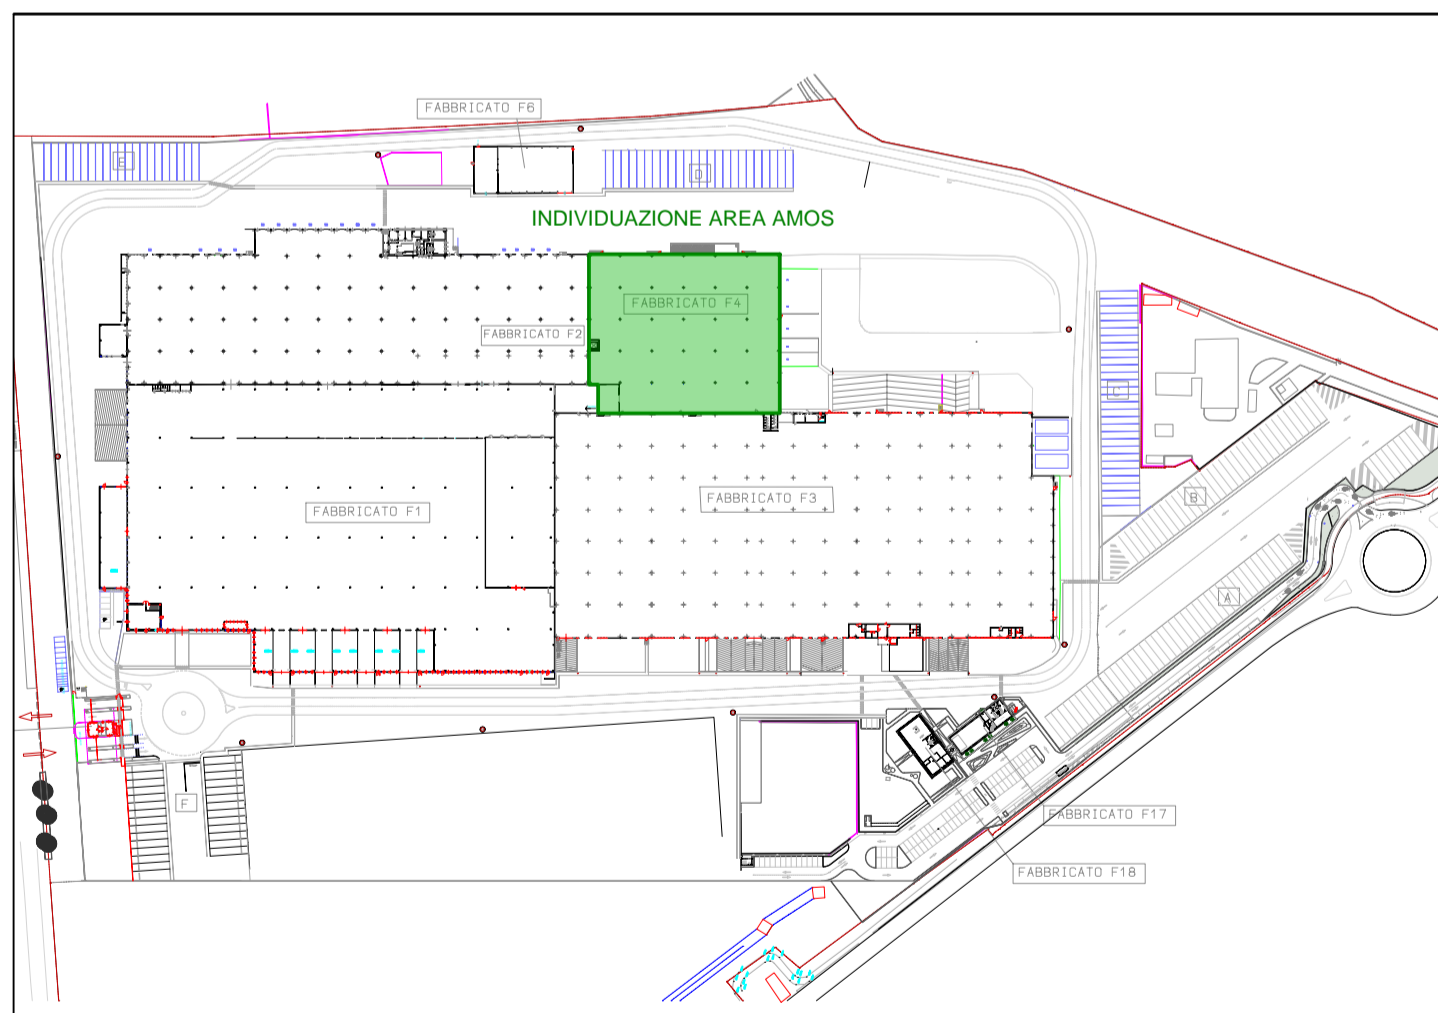 FABBRICATO F6
E
D
INDIVIDUAZIONE AREA AMOS
FABBRICATO F4
FABBRICATO F2
C
FABBRICATO F3
B
FABBRICATO F1
A
F
FABBRICATO F17
FABBRICATO F18